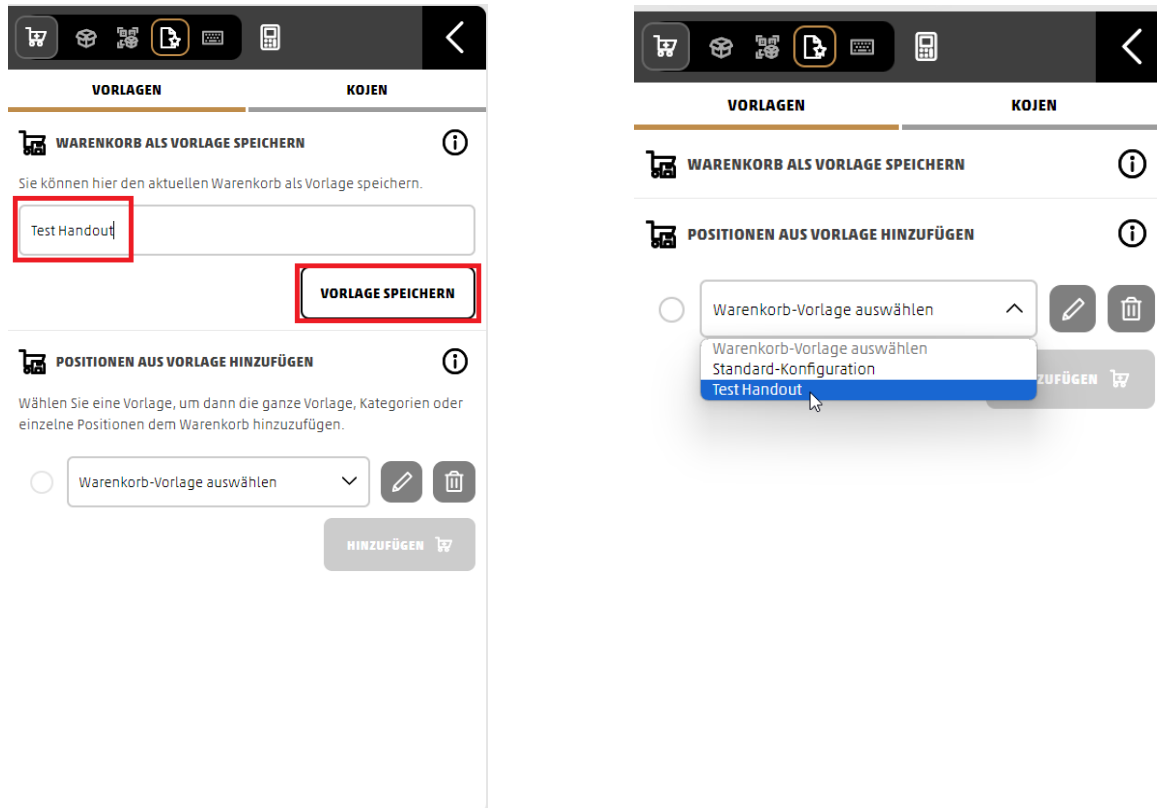 VORLAGEN
KOJEN
WARENKORB ALS VORLAGE SPEICHERN
Sie können hier den aktuellen Warenkorb als Vorlage speichern.
Test Handout
VORLAGE SPEICHERN
POSITIONEN AUS VORLAGE HINZUFÜGEN
Wählen Sie eine Vorlage, um dann die ganze Vorlage, Kategorien oder
einzelne Positionen dem Warenkorb hinzuzufügen.
Warenkorb-Vorlage auswählen
HINZUFÜGEN
VORLAGEN
KOJEN
WARENKORB ALS VORLAGE SPEICHERN
POSITIONEN AUS VORLAGE HINZUFÜGEN
Warenkorb-Vorlage auswählen
Warenkorb-Vorlage auswählen
Standard-Konfiguration
Test Handout
ZUFÜGEN